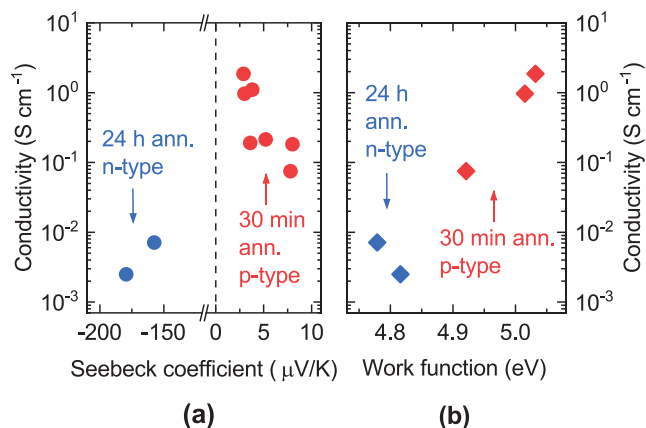 10¹ 10¹
10⁰ 10⁰
10⁻¹ 10⁻¹
10⁻² 10⁻²
10⁻³ 10⁻³
Conductivity (S cm⁻¹)
24 h ann.
n-type
30 min
ann.
p-type
-200 -150 0 5 10
Seebeck coefficient ( μV/K)
(a)
24 h
ann.
n-type
30 min ann.
p-type
4.8 4.9 5.0
Work function (eV)
(b)
Conductivity (S cm⁻¹)